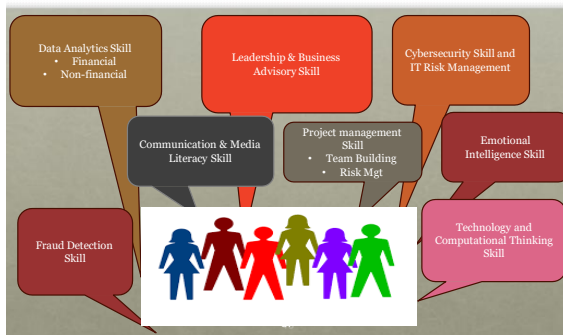 Data Analytics Skill
• Financial
• Non-financial
Leadership & Business
Advisory Skill
Cybersecurity Skill and
IT Risk Management
Communication & Media
Literacy Skill
Project management
Skill
• Team Building
• Risk Mgt
Emotional
Intelligence Skill
Fraud Detection
Skill
Technology and
Computational Thinking
Skill